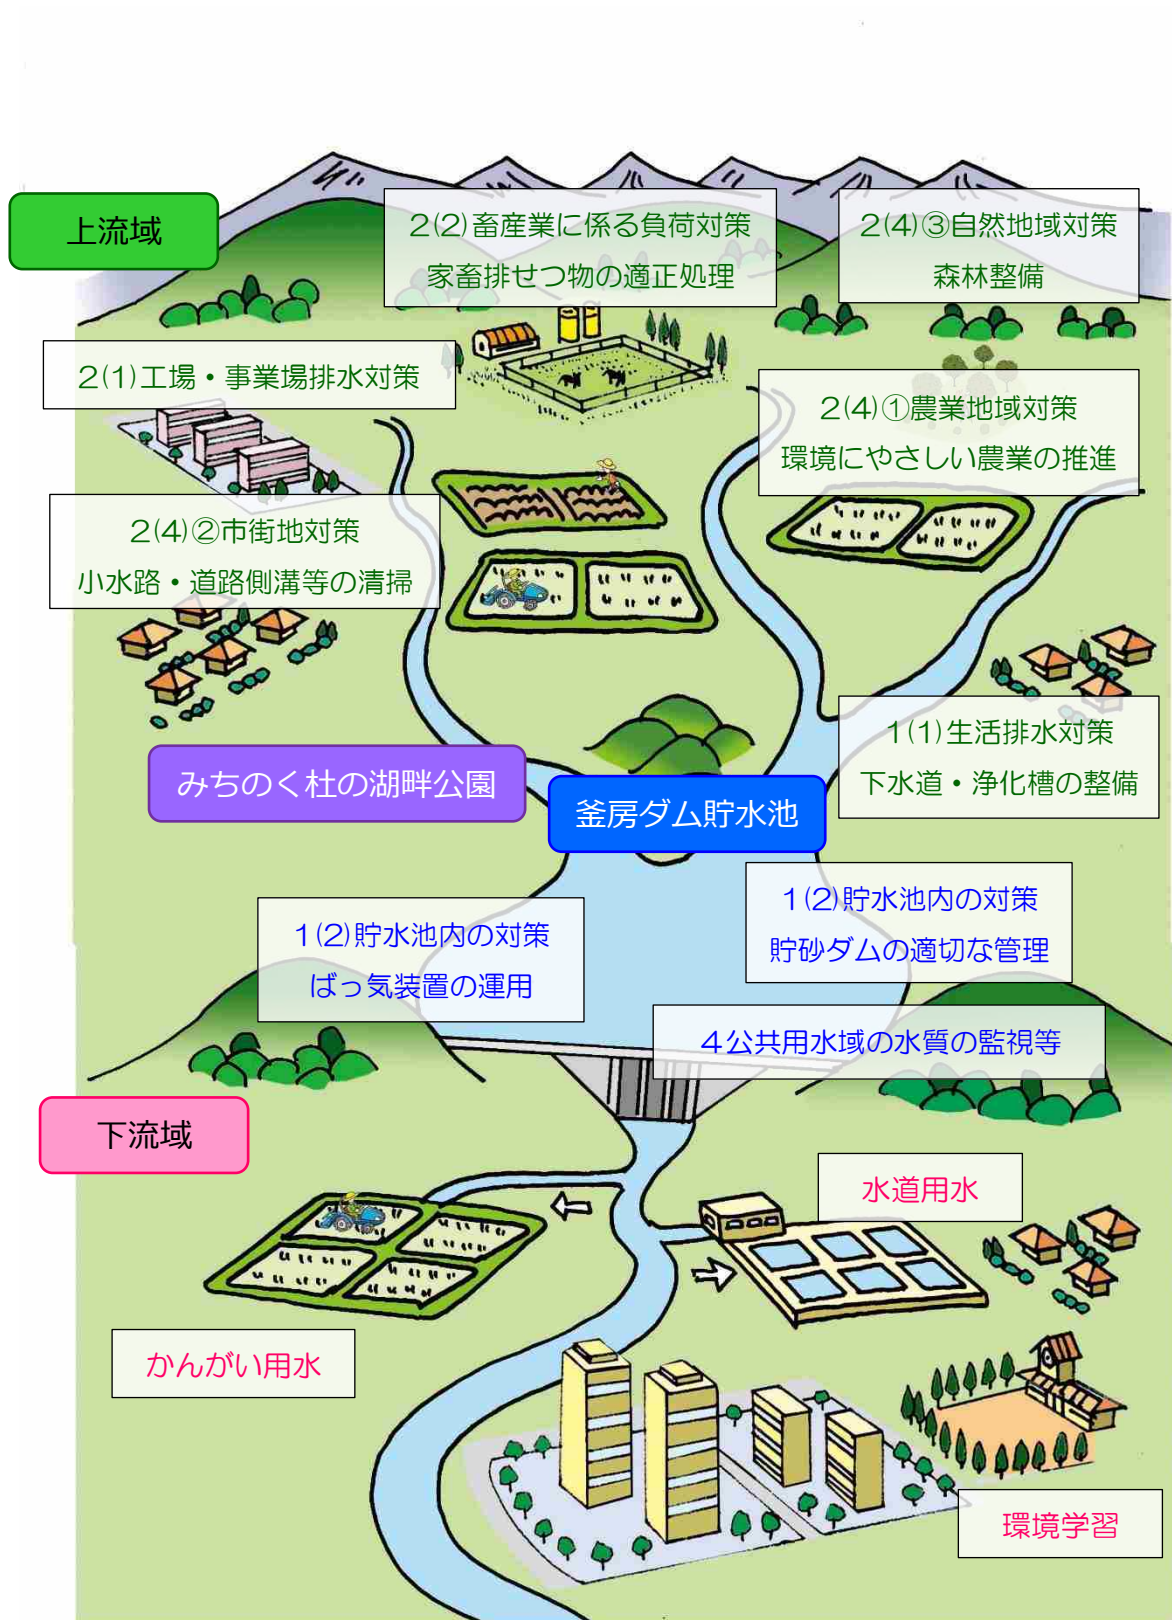 上流域
2(2)畜産業に係る負荷対策
家畜排せつ物の適正処理
2(4)③自然地域対策
森林整備
2(1)工場・事業場排水対策
2(4)①農業地域対策
環境にやさしい農業の推進
2(4)②市街地対策
小水路・道路側溝等の清掃
1(1)生活排水対策
下水道・浄化槽の整備
みちのく杜の湖畔公園
釜房ダム貯水池
1(2)貯水池内の対策
ばっ気装置の運用
1(2)貯水池内の対策
貯砂ダムの適切な管理
4公共用水域の水質の監視等
下流域
水道用水
かんがい用水
環境学習